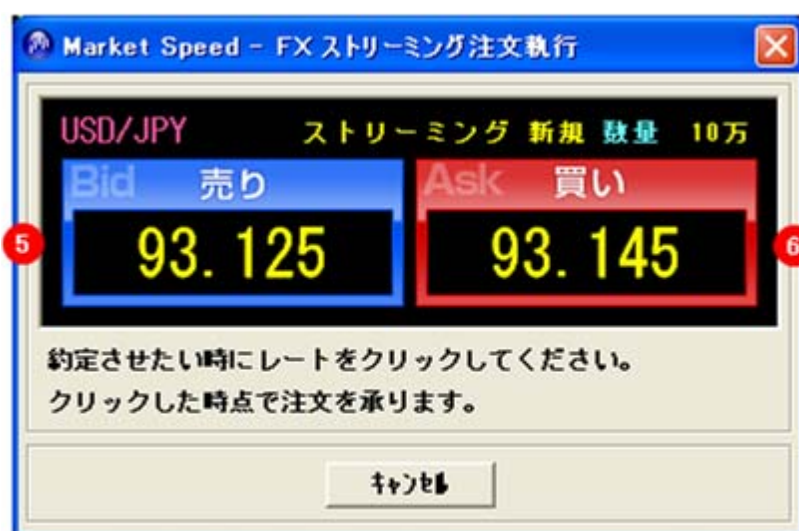 Market Speed - FX ストリーミング注文執行
USD/JPY ストリーミング 新規 数量 10万
Bid 売り Ask 買い
5 93.125 93.145 6
約定させたい時にレートをクリックしてください。
クリックした時点で注文を承ります。
キャンセル